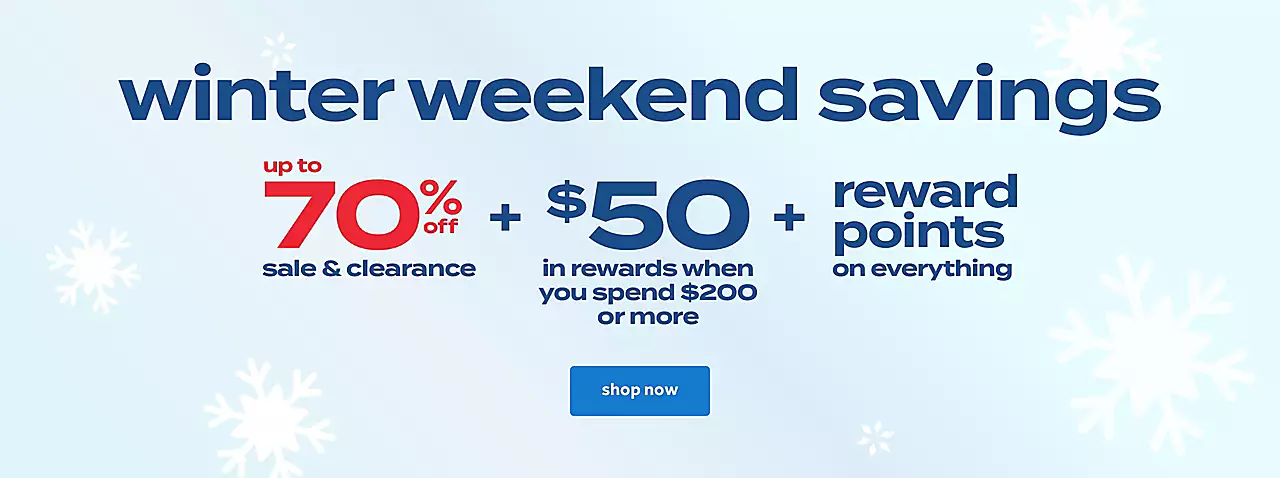 winter weekend savings
up to
70% off
sale & clearance
+
$50
in rewards when
you spend $200
or more
+
reward
points
on everything
shop now